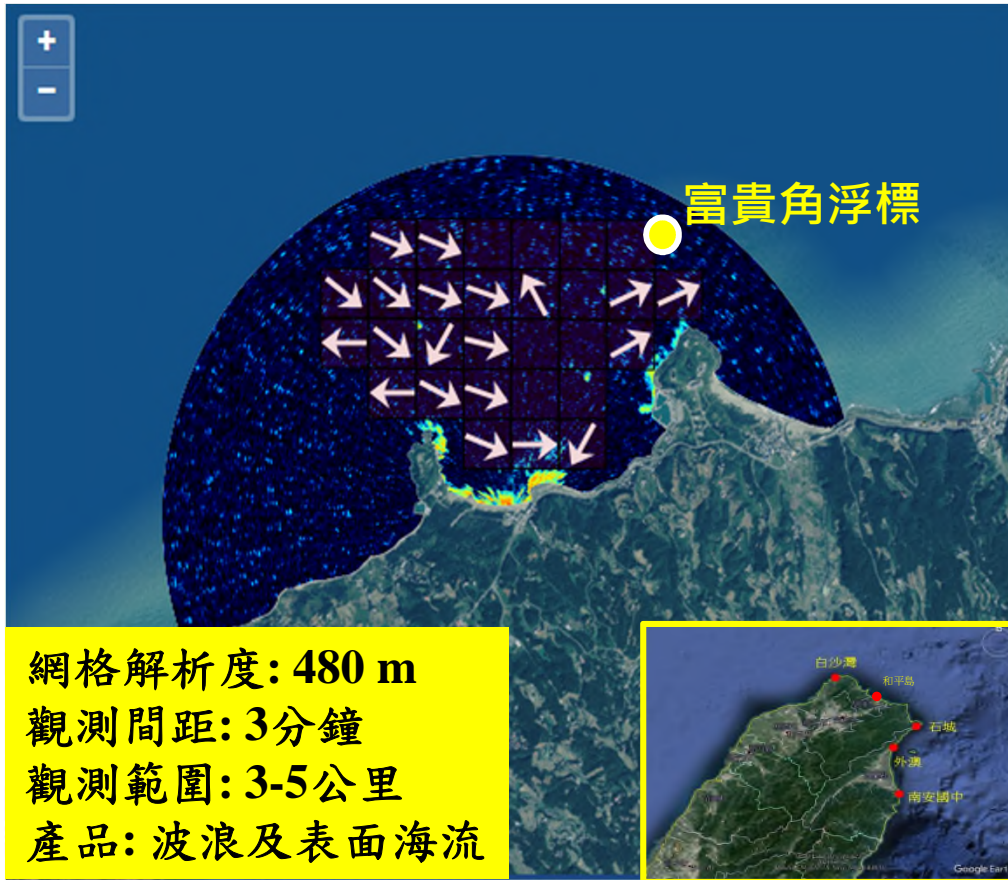 +
−
富貴角浮標
網格解析度: 480 m
觀測間距: 3分鐘
觀測範圍: 3-5公里
產品: 波浪及表面海流
白沙灣
和平島
石城
外澳
南安國中
Google Earth